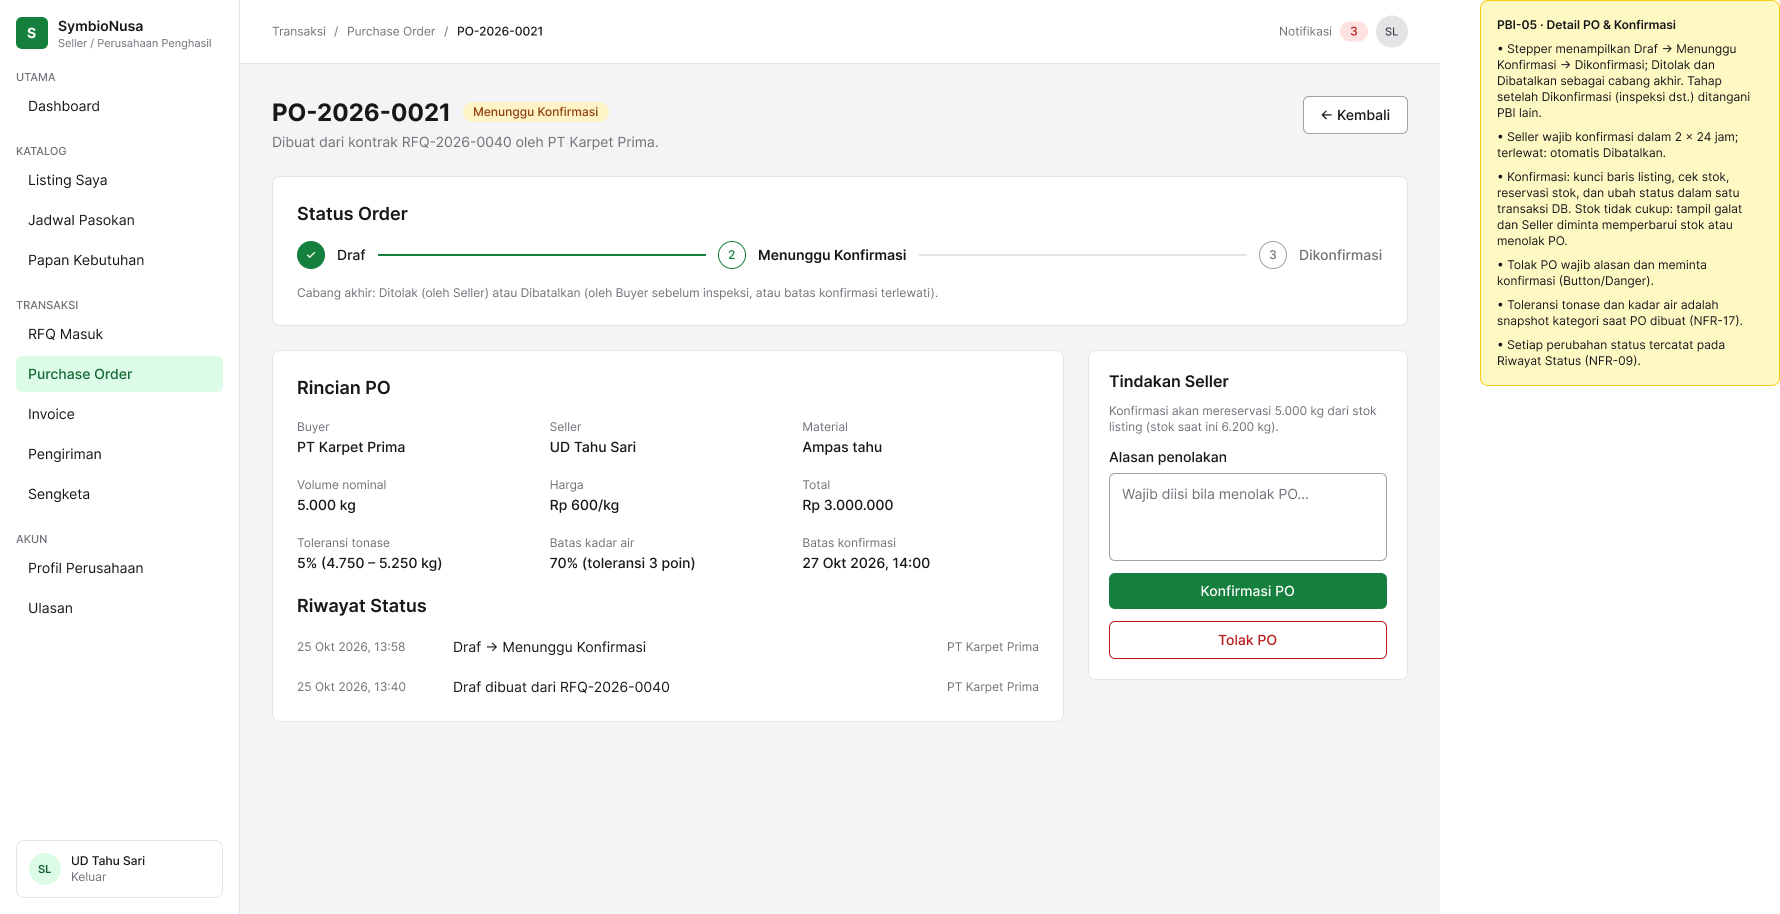 S
SymbioNusa
Seller / Perusahaan Penghasil
UTAMA
Dashboard
KATALOG
Listing Saya
Jadwal Pasokan
Papan Kebutuhan
TRANSAKSI
RFQ Masuk
Purchase Order
Invoice
Pengiriman
Sengketa
AKUN
Profil Perusahaan
Ulasan
SL
UD Tahu Sari
Keluar
Transaksi / Purchase Order / PO-2026-0021
Notifikasi 3 SL
PO-2026-0021 Menunggu Konfirmasi
Dibuat dari kontrak RFQ-2026-0040 oleh PT Karpet Prima.
← Kembali
Status Order
✓ Draf 2 Menunggu Konfirmasi 3 Dikonfirmasi
Cabang akhir: Ditolak (oleh Seller) atau Dibatalkan (oleh Buyer sebelum inspeksi, atau batas konfirmasi terlewati).
Rincian PO
Buyer Seller Material
PT Karpet Prima UD Tahu Sari Ampas tahu
Volume nominal Harga Total
5.000 kg Rp 600/kg Rp 3.000.000
Toleransi tonase Batas kadar air Batas konfirmasi
5% (4.750 – 5.250 kg) 70% (toleransi 3 poin) 27 Okt 2026, 14:00
Riwayat Status
25 Okt 2026, 13:58 Draf → Menunggu Konfirmasi PT Karpet Prima
25 Okt 2026, 13:40 Draf dibuat dari RFQ-2026-0040 PT Karpet Prima
Tindakan Seller
Konfirmasi akan mereservasi 5.000 kg dari stok
listing (stok saat ini 6.200 kg).
Alasan penolakan
Wajib diisi bila menolak PO...
Konfirmasi PO
Tolak PO
PBI-05 · Detail PO & Konfirmasi
• Stepper menampilkan Draf → Menunggu
Konfirmasi → Dikonfirmasi; Ditolak dan
Dibatalkan sebagai cabang akhir. Tahap
setelah Dikonfirmasi (inspeksi dst.) ditangani
PBI lain.
• Seller wajib konfirmasi dalam 2 × 24 jam;
terlewat: otomatis Dibatalkan.
• Konfirmasi: kunci baris listing, cek stok,
reservasi stok, dan ubah status dalam satu
transaksi DB. Stok tidak cukup: tampil galat
dan Seller diminta memperbarui stok atau
menolak PO.
• Tolak PO wajib alasan dan meminta
konfirmasi (Button/Danger).
• Toleransi tonase dan kadar air adalah
snapshot kategori saat PO dibuat (NFR-17).
• Setiap perubahan status tercatat pada
Riwayat Status (NFR-09).